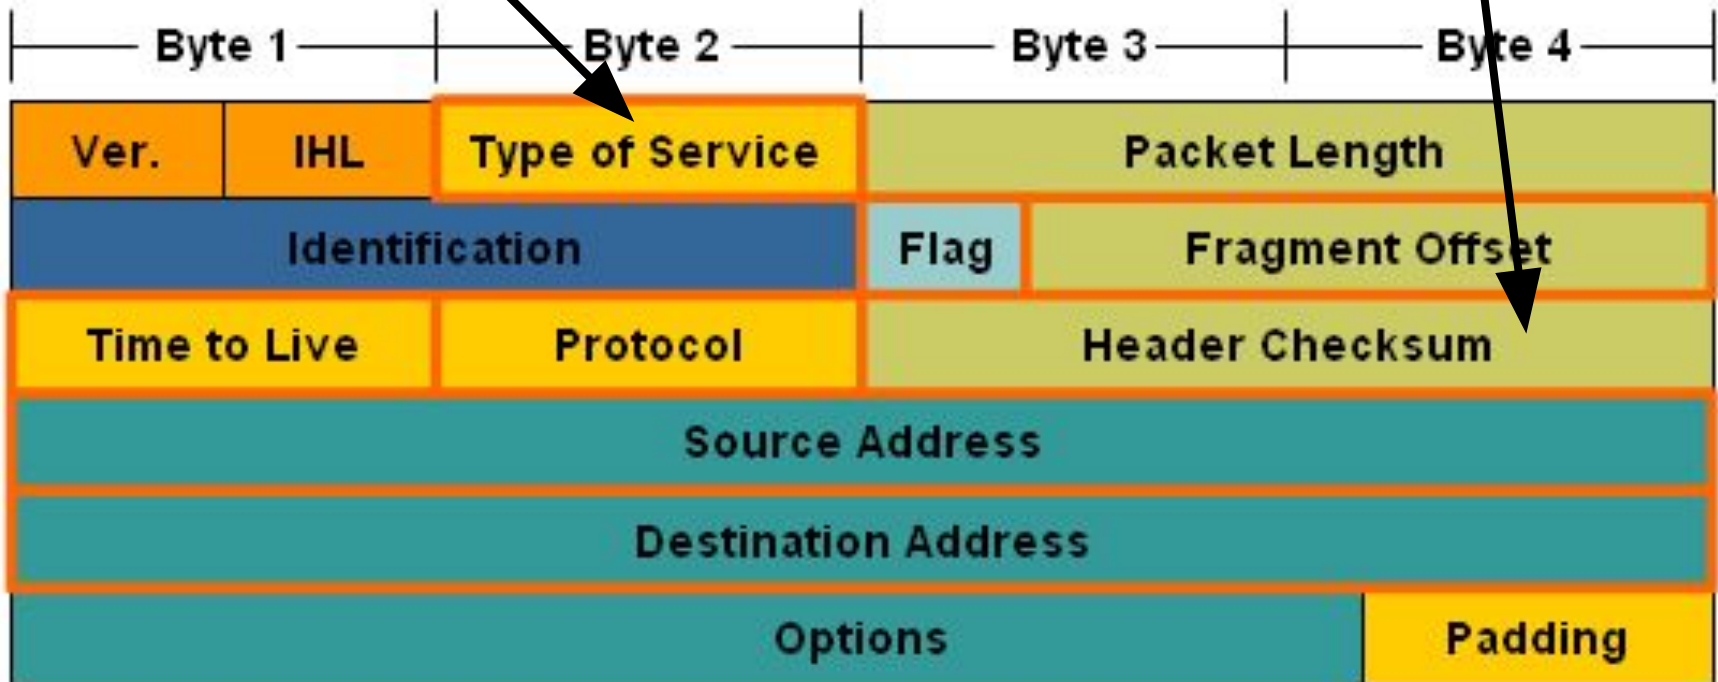 Byte 1 Byte 2 Byte 3 Byte 4
Ver. IHL Type of Service Packet Length
Identification Flag Fragment Offset
Time to Live Protocol Header Checksum
Source Address
Destination Address
Options Padding